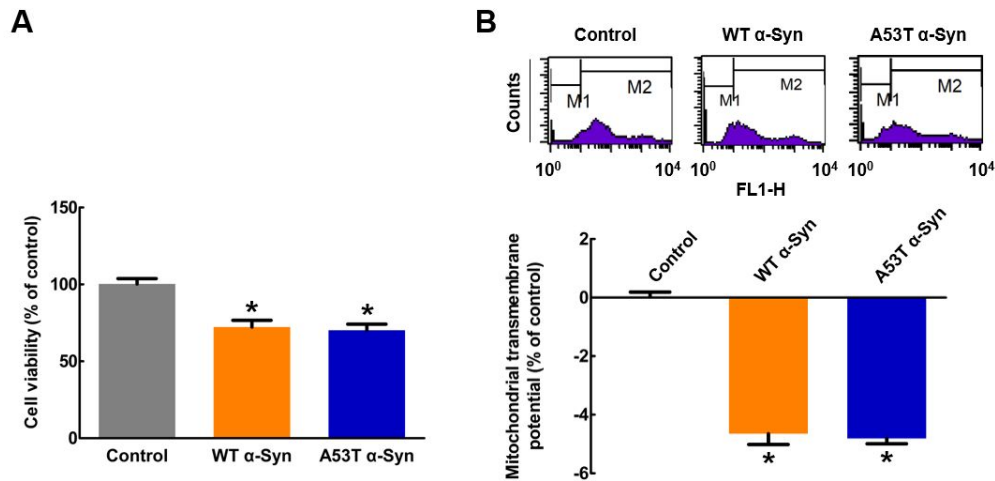 A
Cell viability (% of control)
150
100
50
0
*
*
Control
WT α-Syn
A53T α-Syn
B
Control
WT α-Syn
A53T α-Syn
Counts
M1
M2
M1
M2
M1
M2
10⁰
10⁴
10⁰
10⁴
10⁰
10⁴
FL1-H
Mitochondrial transmembrane
potential (% of control)
2
0
-2
-4
-6
Control
WT α-Syn
A53T α-Syn
*
*